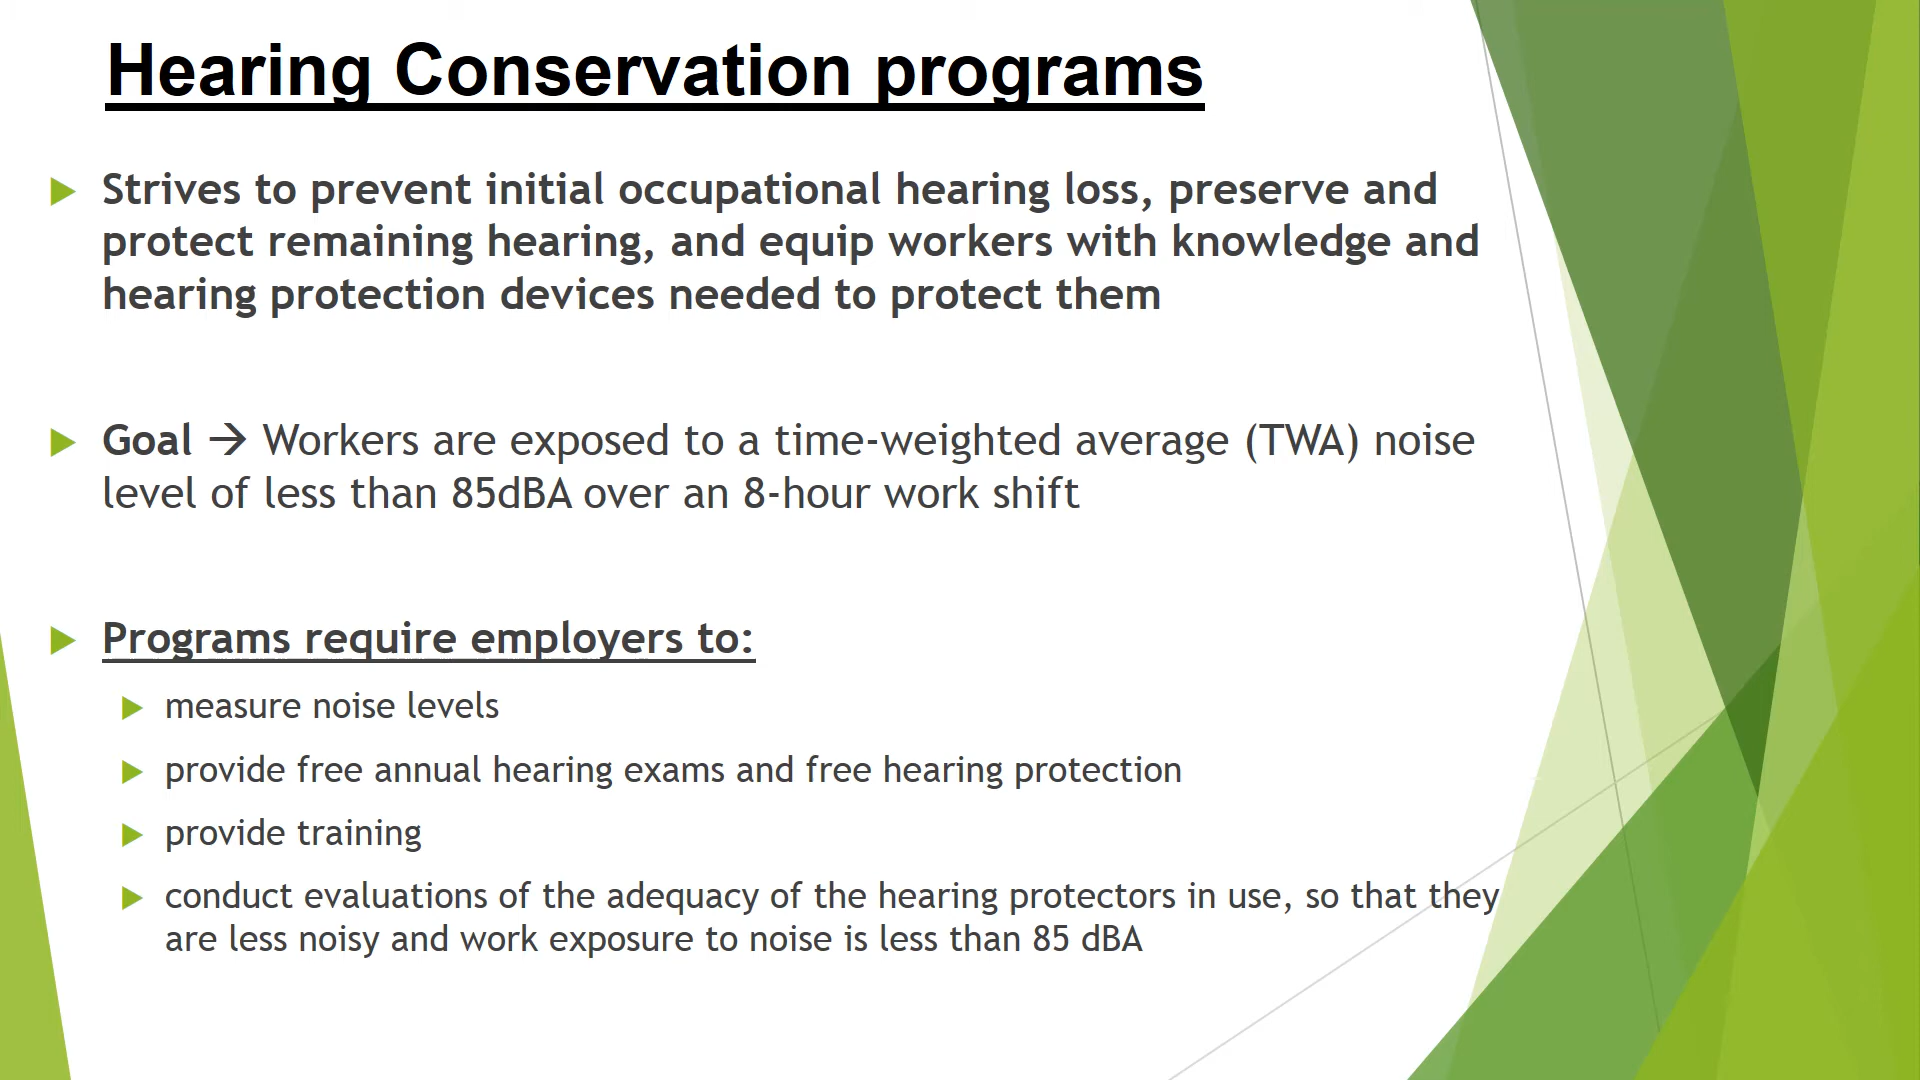 Hearing Conservation programs
Strives to prevent initial occupational hearing loss, preserve and
protect remaining hearing, and equip workers with knowledge and
hearing protection devices needed to protect them
Goal → Workers are exposed to a time-weighted average (TWA) noise
level of less than 85dBA over an 8-hour work shift
Programs require employers to:
measure noise levels
provide free annual hearing exams and free hearing protection
provide training
conduct evaluations of the adequacy of the hearing protectors in use, so that they
are less noisy and work exposure to noise is less than 85 dBA